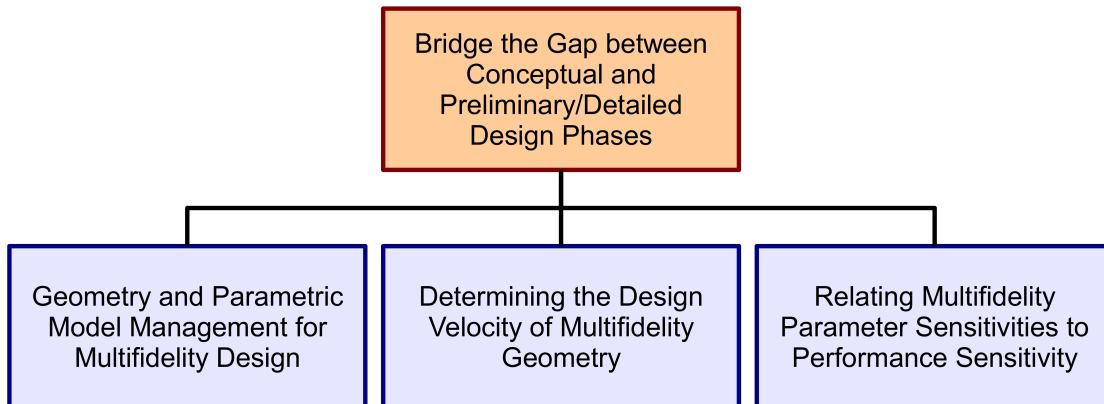 Bridge the Gap between
Conceptual and
Preliminary/Detailed
Design Phases
Geometry and Parametric
Model Management for
Multifidelity Design
Determining the Design
Velocity of Multifidelity
Geometry
Relating Multifidelity
Parameter Sensitivities to
Performance Sensitivity